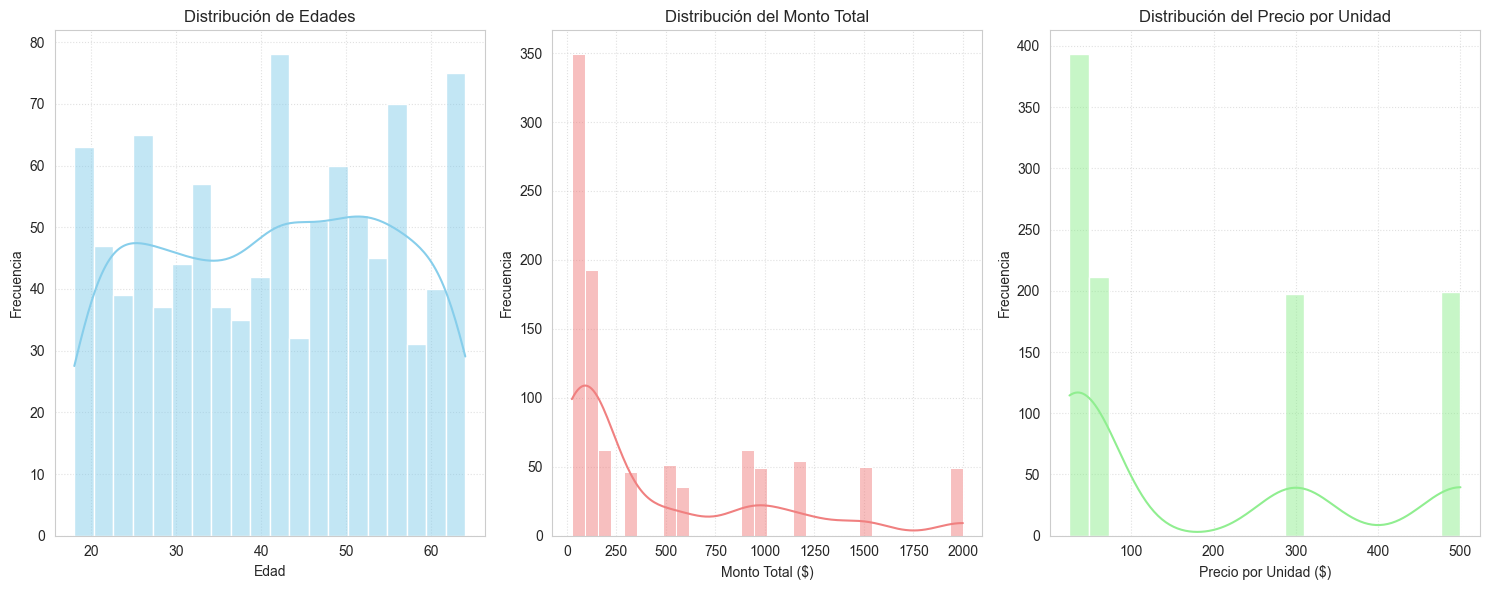 Distribución de Edades
80
70
60
50
40
30
20
10
0
Frecuencia
20 30 40 50 60
Edad
Distribución del Monto Total
350
300
250
200
150
100
50
0
Frecuencia
0 250 500 750 1000 1250 1500 1750 2000
Monto Total ($)
Distribución del Precio por Unidad
400
350
300
250
200
150
100
50
0
Frecuencia
100 200 300 400 500
Precio por Unidad ($)